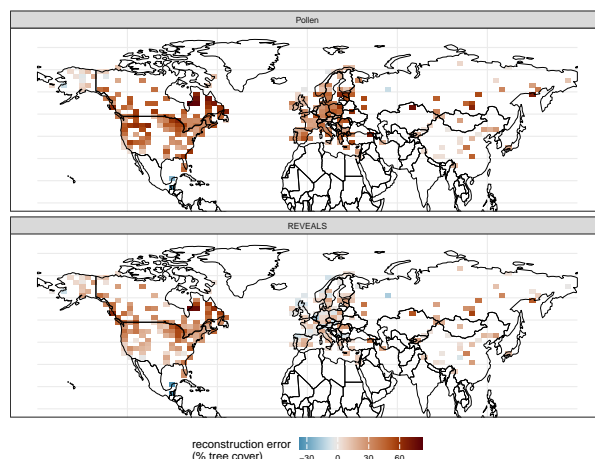 Pollen
REVEALS
reconstruction error
(% tree cover)
−30 0 30 60